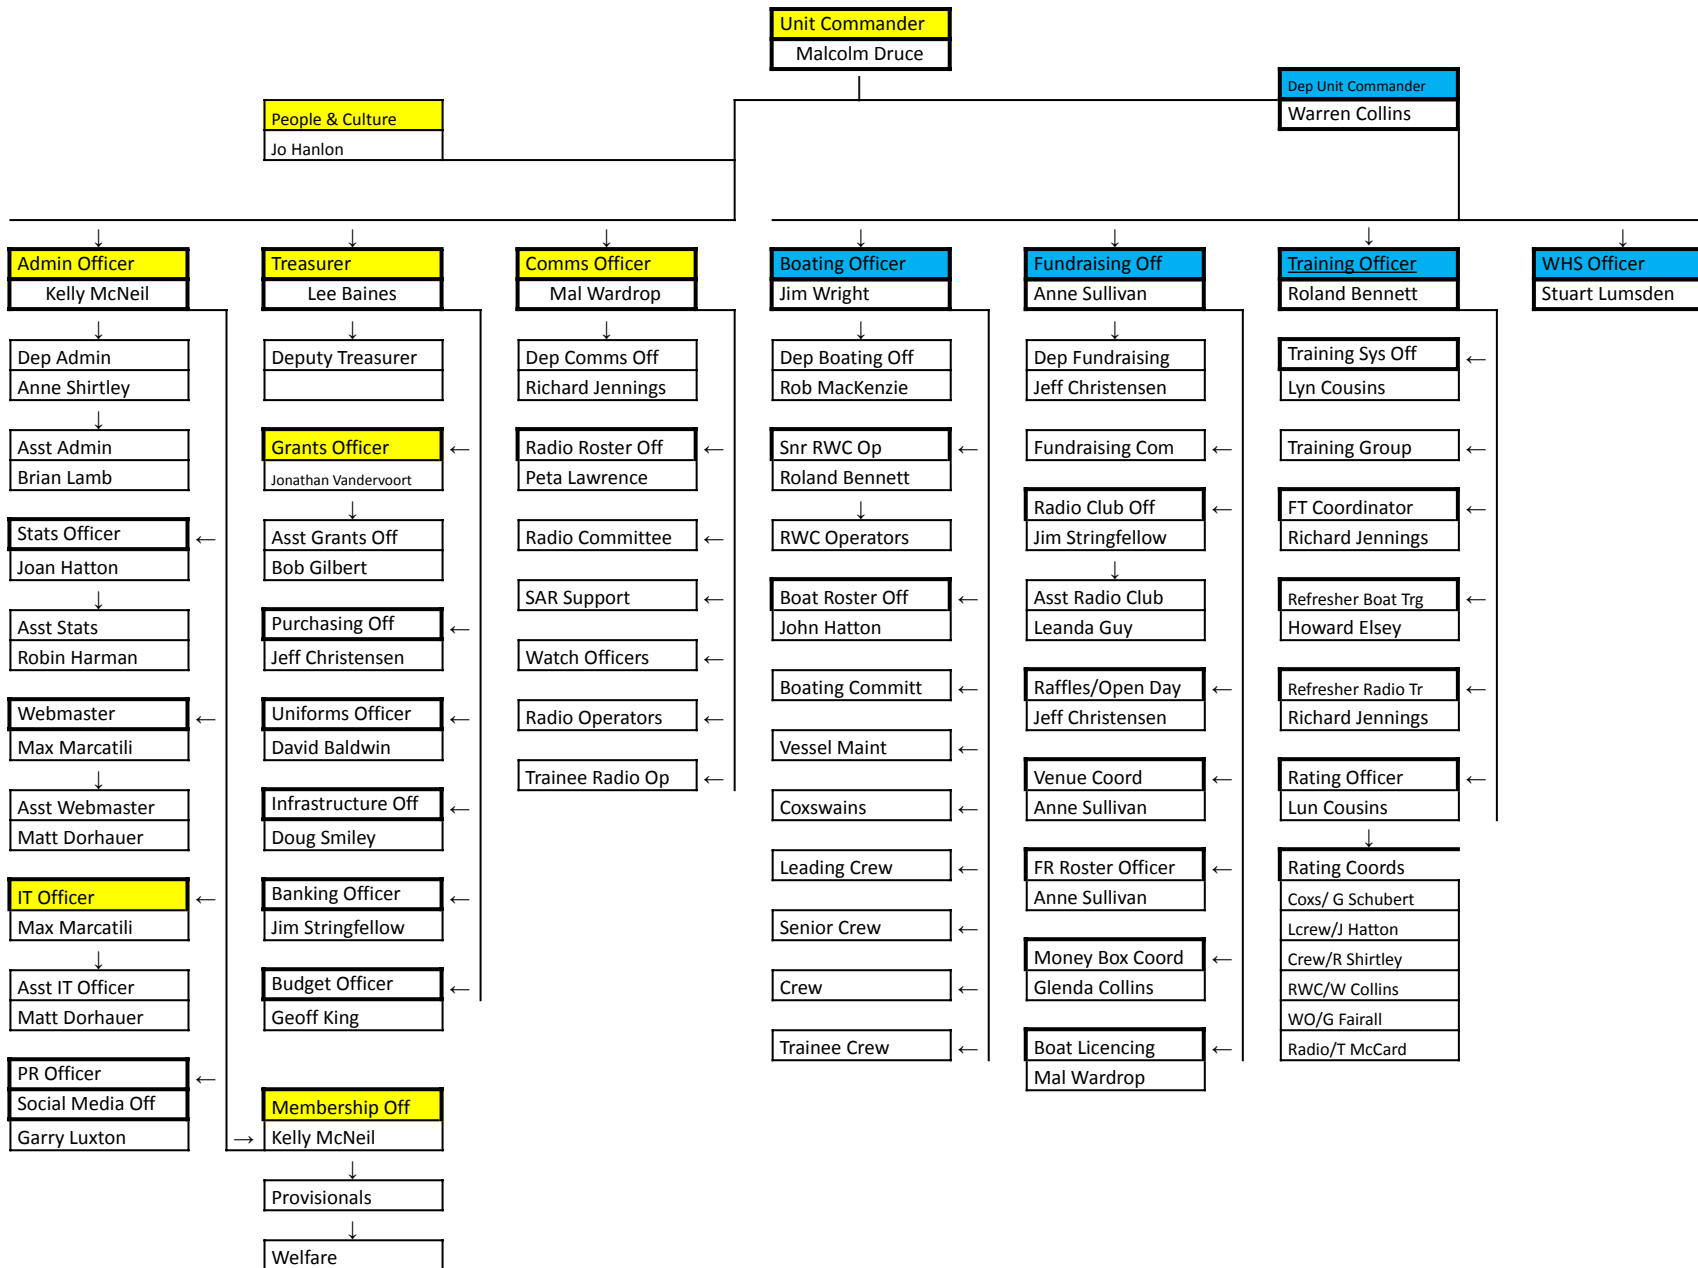 Unit Commander
Malcolm Druce
Dep Unit Commander
Warren Collins
People & Culture
Jo Hanlon
↓
↓
↓
↓
↓
↓
↓
Admin Officer
Kelly McNeil
↓
Dep Admin
Anne Shirtley
↓
Asst Admin
Brian Lamb
Stats Officer
←
Joan Hatton
↓
Asst Stats
Robin Harman
Webmaster
←
Max Marcatili
↓
Asst Webmaster
Matt Dorhauer
IT Officer
←
Max Marcatili
↓
Asst IT Officer
Matt Dorhauer
PR Officer
←
Social Media Off
Garry Luxton
Treasurer
Lee Baines
Deputy Treasurer
Grants Officer
←
Jonathan Vandervoort
↓
Asst Grants Off
Bob Gilbert
Purchasing Off
←
Jeff Christensen
Uniforms Officer
←
David Baldwin
Infrastructure Off
←
Doug Smiley
Banking Officer
←
Jim Stringfellow
Budget Officer
←
Geoff King
Membership Off
→
Kelly McNeil
↓
Provisionals
↓
Welfare
Comms Officer
Mal Wardrop
↓
Dep Comms Off
Richard Jennings
Radio Roster Off
←
Peta Lawrence
Radio Committee
←
SAR Support
←
Watch Officers
←
Radio Operators
←
Trainee Radio Op
←
Boating Officer
Jim Wright
↓
Dep Boating Off
Rob MacKenzie
Snr RWC Op
←
Roland Bennett
↓
RWC Operators
Boat Roster Off
←
John Hatton
Boating Committ
←
Vessel Maint
←
Coxswains
←
Leading Crew
←
Senior Crew
←
Crew
←
Trainee Crew
←
Fundraising Off
Anne Sullivan
↓
Dep Fundraising
Jeff Christensen
Fundraising Com
←
Radio Club Off
←
Jim Stringfellow
↓
Asst Radio Club
Leanda Guy
Raffles/Open Day
←
Jeff Christensen
Venue Coord
←
Anne Sullivan
FR Roster Officer
←
Anne Sullivan
Money Box Coord
←
Glenda Collins
Boat Licencing
←
Mal Wardrop
Training Officer
Roland Bennett
Training Sys Off
←
Lyn Cousins
Training Group
←
FT Coordinator
←
Richard Jennings
Refresher Boat Trg
←
Howard Elsey
Refresher Radio Tr
←
Richard Jennings
Rating Officer
←
Lun Cousins
↓
Rating Coords
Coxs/ G Schubert
Lcrew/J Hatton
Crew/R Shirtley
RWC/W Collins
WO/G Fairall
Radio/T McCard
WHS Officer
Stuart Lumsden